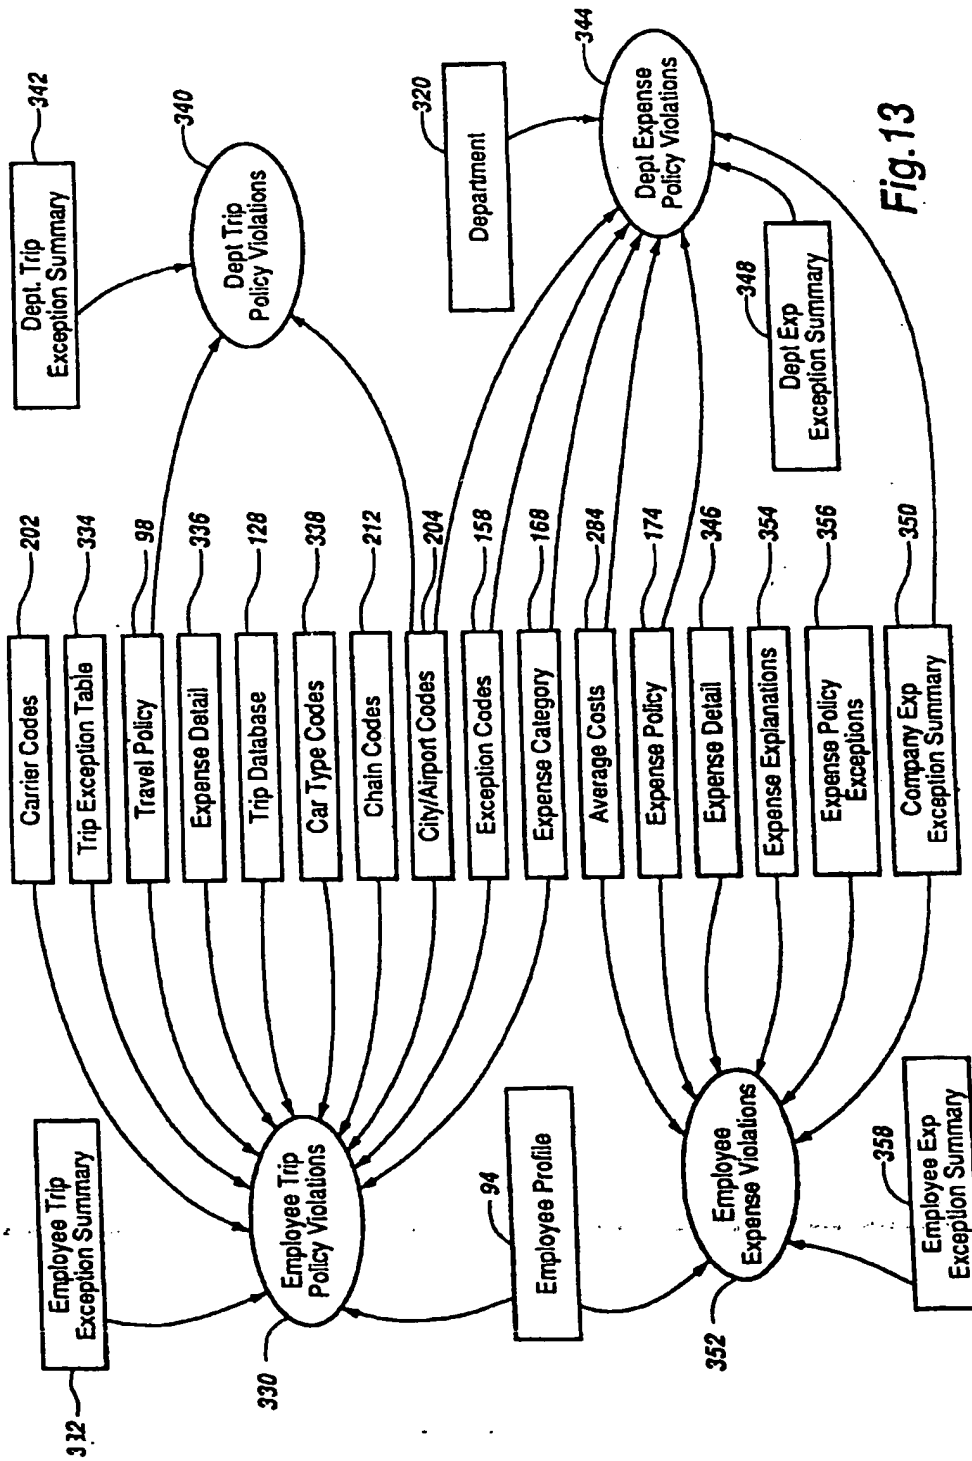 Dept. Trip
Exception Summary
342
Dept Trip
Policy Violations
340
Department
320
Dept Expense
Policy Violations
344
Dept Exp
Exception Summary
348
Carrier Codes
202
Trip Exception Table
334
Travel Policy
98
Expense Detail
336
Trip Database
128
Car Type Codes
338
Chain Codes
212
City/Airport Codes
204
Exception Codes
158
Expense Category
168
Average Costs
284
Expense Policy
174
Expense Detail
346
Expense Explanations
354
Expense Policy
Exceptions
356
Company Exp
Exception Summary
350
Employee Trip
Exception Summary
332
Employee Trip
Policy Violations
330
Employee Profile
94
Employee
Expense Violations
352
Employee Exp
Exception Summary
358
Fig.13